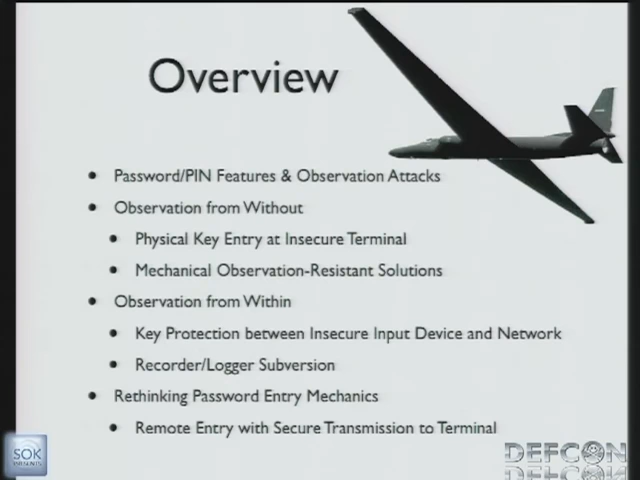 Overview
Password/PIN Features & Observation Attacks
Observation from Without
Physical Key Entry at Insecure Terminal
Mechanical Observation-Resistant Solutions
Observation from Within
Key Protection between Insecure Input Device and Network
Recorder/Logger Subversion
Rethinking Password Entry Mechanics
Remote Entry with Secure Transmission to Terminal
SOK
DEFCON